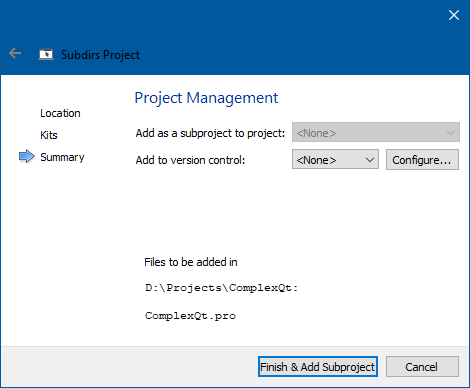 Subdirs Project
Location
Kits
Summary
Project Management
Add as a subproject to project: <None>
Add to version control: <None> Configure...
Files to be added in
D:\Projects\ComplexQt:
ComplexQt.pro
Finish & Add Subproject Cancel